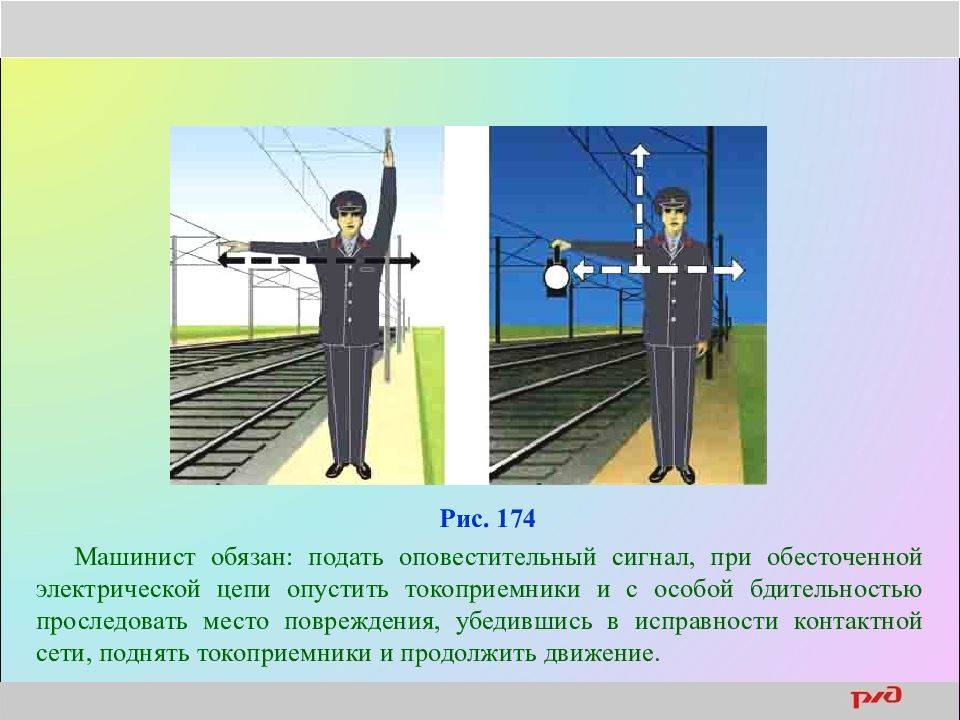 Рис. 174
Машинист обязан: подать оповестительный сигнал, при обесточенной
электрической цепи опустить токоприемники и с особой бдительностью
проследовать место повреждения, убедившись в исправности контактной
сети, поднять токоприемники и продолжить движение.
ржд